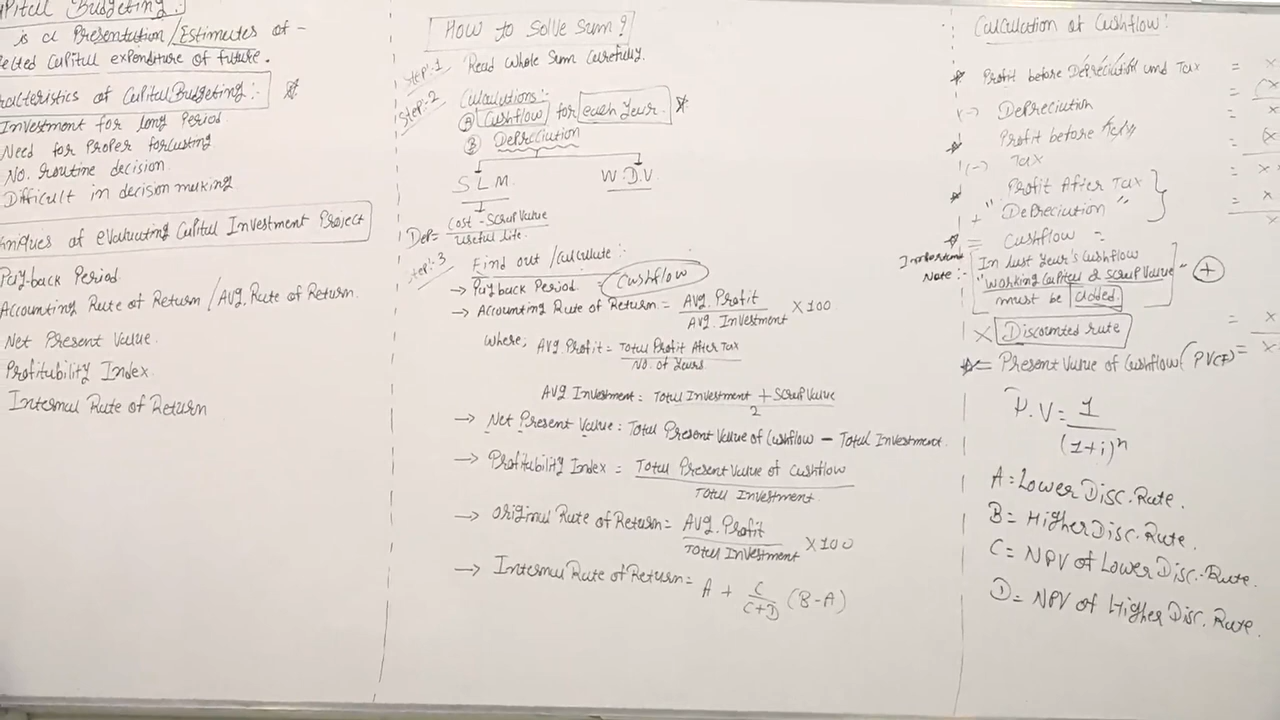 Capital Budgeting:
is a Presentation/Estimates of -
ected Capital expenditure of future.
racteristics of Capital Budgeting:-
Investment for long Period.
Need for Proper forcasting
No. routine decision.
Difficult in decision making
niques of evaluating Capital Investment Project
Payback Period
Accounting Rate of Return / Avg. Rate of Return.
Net Present Value.
Profitability Index
Internal Rate of Return
How to Solve Sum?
Step:-1 Read whole Sum Carefully.
Step:-2 Calculations:-
(A) Cashflow for each Year.
(B) Depreciation
S L M W.D.V
Dep = Cost - Scrap Value
Useful life.
Step:-3 Find out / Calculate:-
→ Payback Period = Cashflow
→ Accounting Rate of Return = Avg. Profit
Avg. Investment × 100
where, Avg. Profit = Total Profit After Tax
No. of Years
Avg Investment = Total Investment + Scrap Value
2
→ Net Present Value = Total Present Value of Cashflow - Total Investment.
→ Profitability Index = Total Present Value of Cashflow
Total Investment
→ Original Rate of Return = Avg. Profit
Total Investment × 100
→ Internal Rate of Return = A + C (B-A)
C+D
Calculation of Cashflow:
Profit before Depreciation and Tax = x
(-) Depreciation = (x
Profit before Tax = x
(-) Tax = (x
"Profit After Tax = x
+ "Depreciation" = x
= Cashflow =
Important Note:- In last Year's Cashflow
"Working Capital & Scrap Value" +
must be added.
X Discounted rate = x
= Present Value of Cashflow (PVCF) = x
P.V = 1
(1+i)^n
A = Lower Disc. Rate.
B = Higher Disc. Rate.
C = NPV of Lower Disc. Rate.
D = NPV of Higher Disc. Rate.